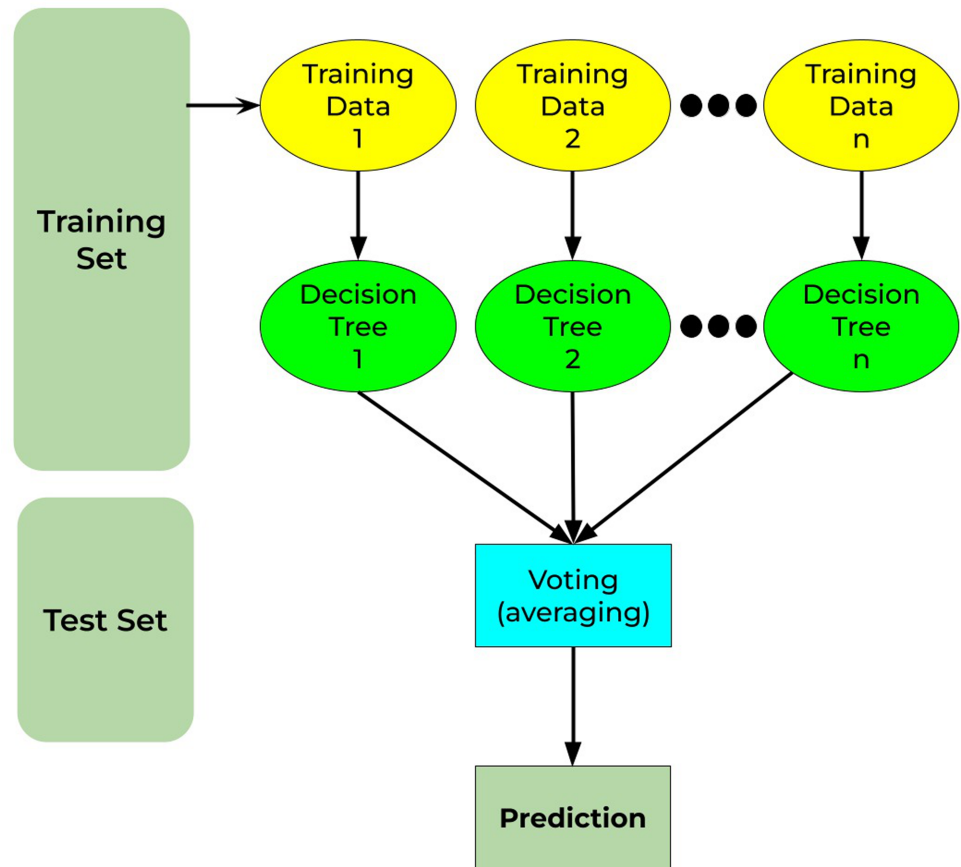 Training
Set
Training
Data
1
Training
Data
2
Training
Data
n
Decision
Tree
1
Decision
Tree
2
Decision
Tree
n
Test Set
Voting
(averaging)
Prediction